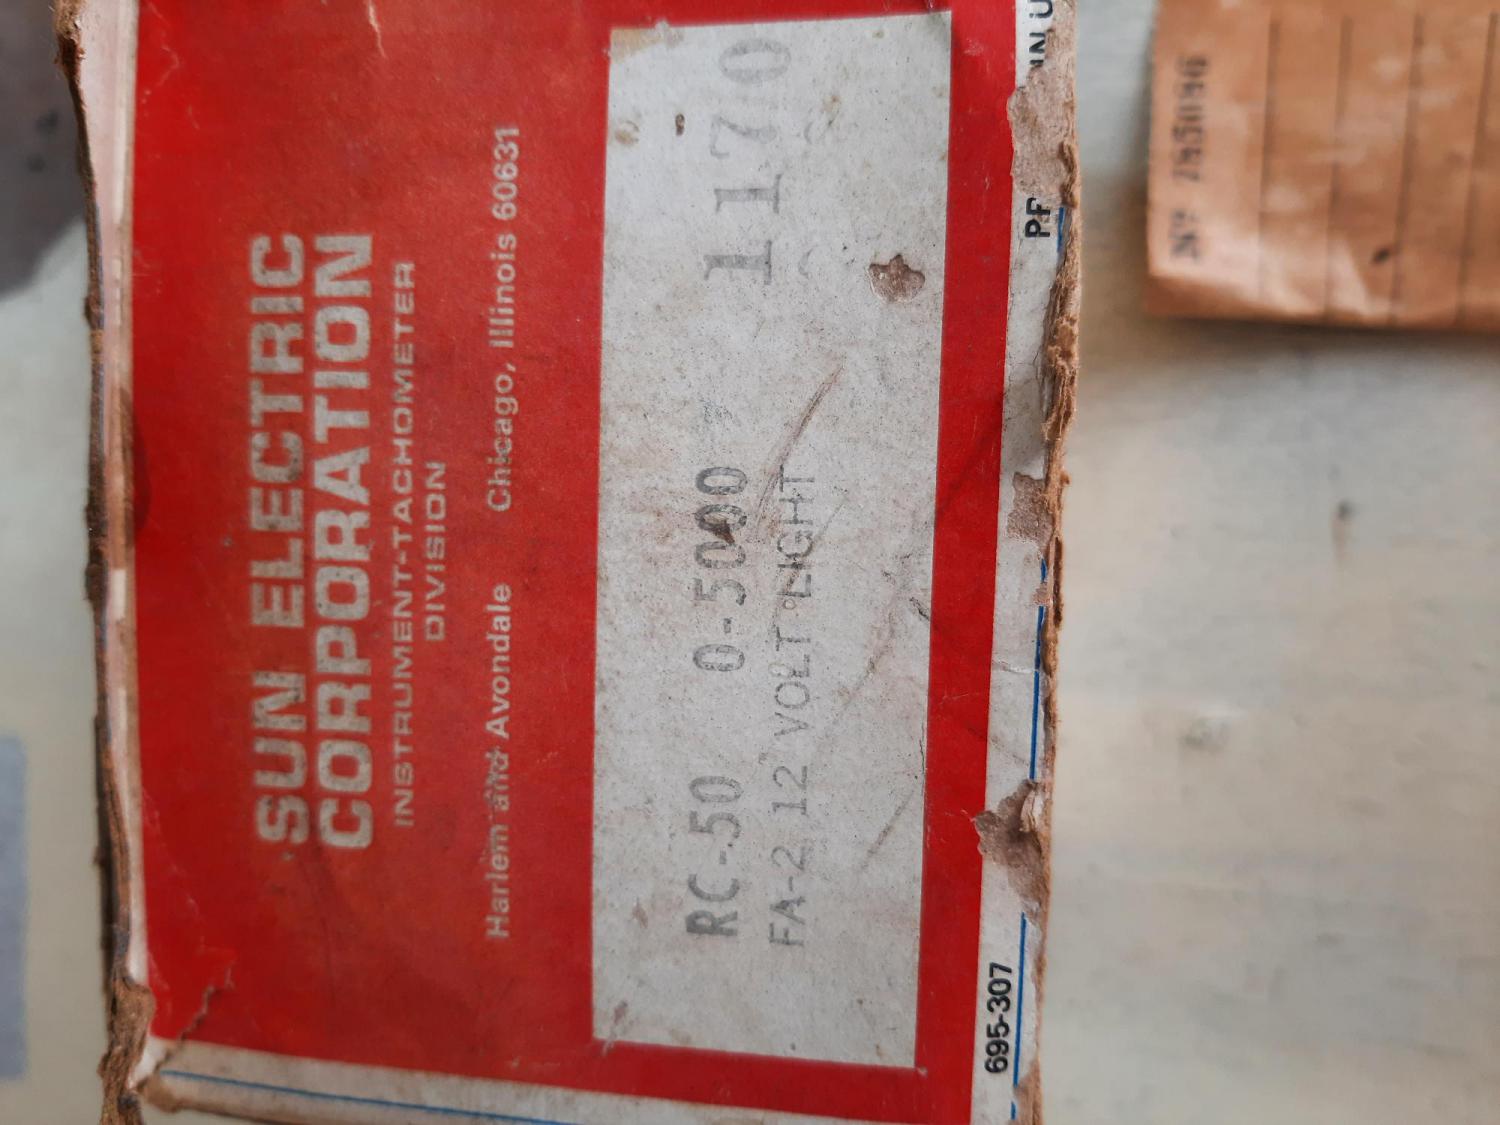 SUN ELECTRIC
CORPORATION
INSTRUMENT-TACHOMETER
DIVISION
Harlem and Avondale Chicago, Illinois 60631
RC-50 0-5000 1170
FA-2 12 VOLT LIGHT
695-307